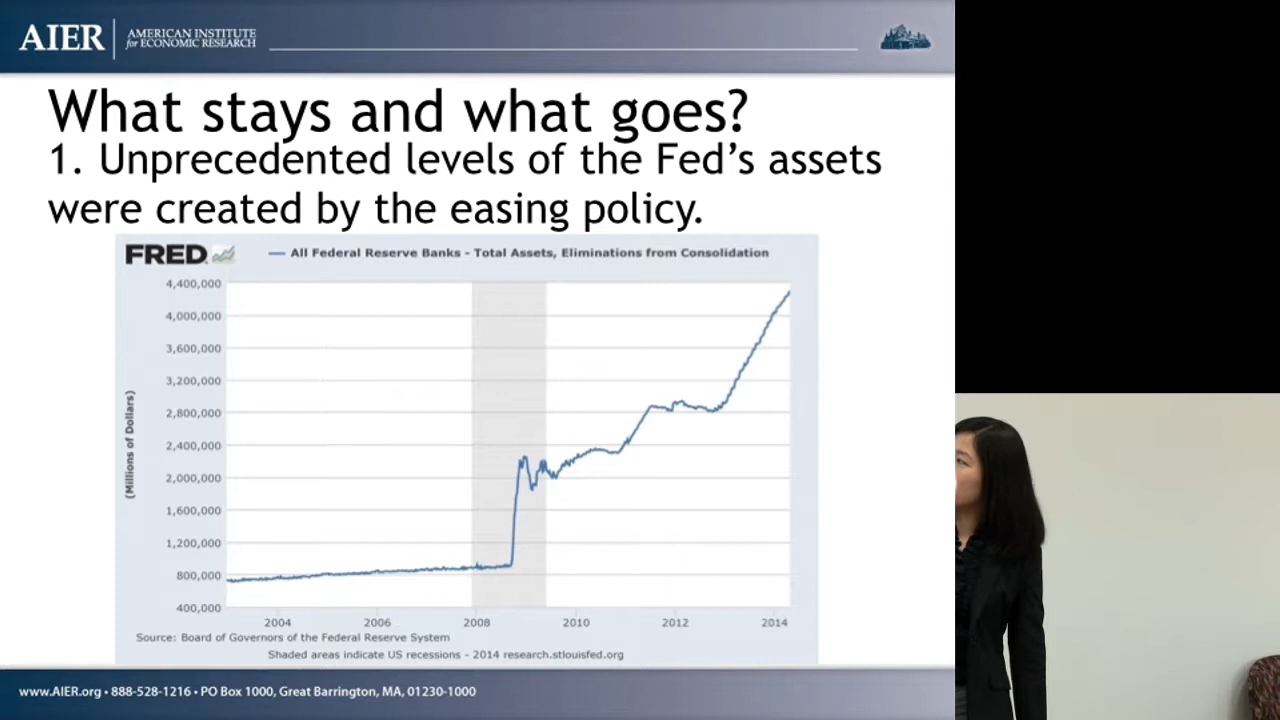 AIER
AMERICAN INSTITUTE
for ECONOMIC RESEARCH
What stays and what goes?
1. Unprecedented levels of the Fed’s assets
were created by the easing policy.
FRED
All Federal Reserve Banks - Total Assets, Eliminations from Consolidation
4,400,000
4,000,000
3,600,000
3,200,000
2,800,000
2,400,000
2,000,000
1,600,000
1,200,000
800,000
400,000
(Millions of Dollars)
2004 2006 2008 2010 2012 2014
Source: Board of Governors of the Federal Reserve System
Shaded areas indicate US recessions - 2014 research.stlouisfed.org
www.AIER.org • 888-528-1216 • PO Box 1000, Great Barrington, MA, 01230-1000